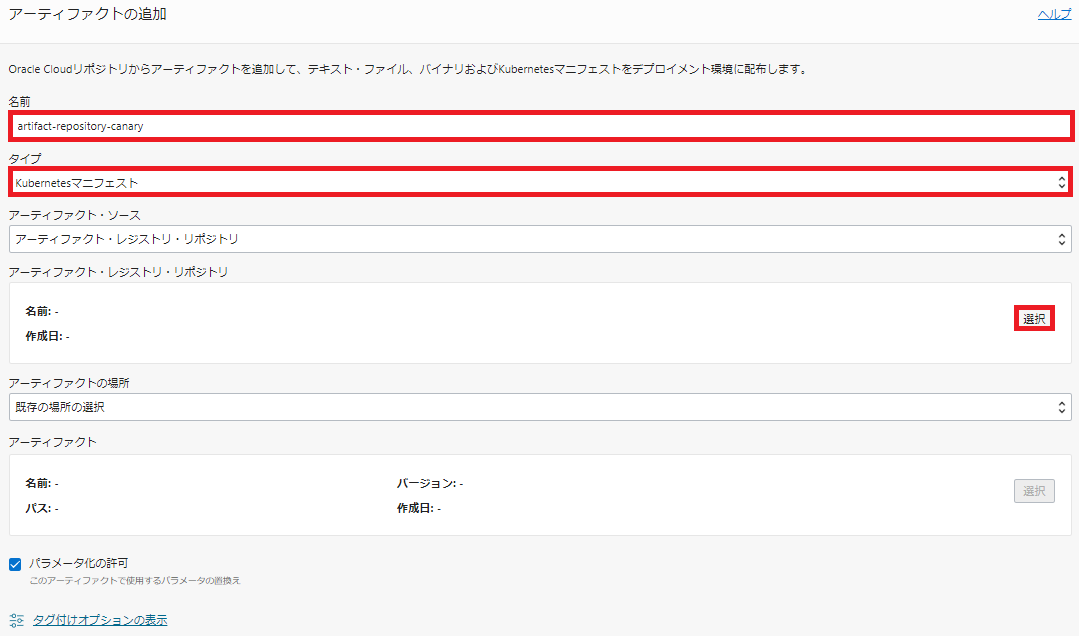 アーティファクトの追加
ヘルプ
Oracle Cloudリポジトリからアーティファクトを追加して、テキスト・ファイル、バイナリおよびKubernetesマニフェストをデプロイメント環境に配布します。
名前
artifact-repository-canary
タイプ
Kubernetesマニフェスト
アーティファクト・ソース
アーティファクト・レジストリ・リポジトリ
アーティファクト・レジストリ・リポジトリ
名前: -
選択
作成日: -
アーティファクトの場所
既存の場所の選択
アーティファクト
名前: - バージョン: -
選択
パス: - 作成日: -
パラメータ化の許可
このアーティファクトで使用するパラメータの置換え
タグ付けオプションの表示